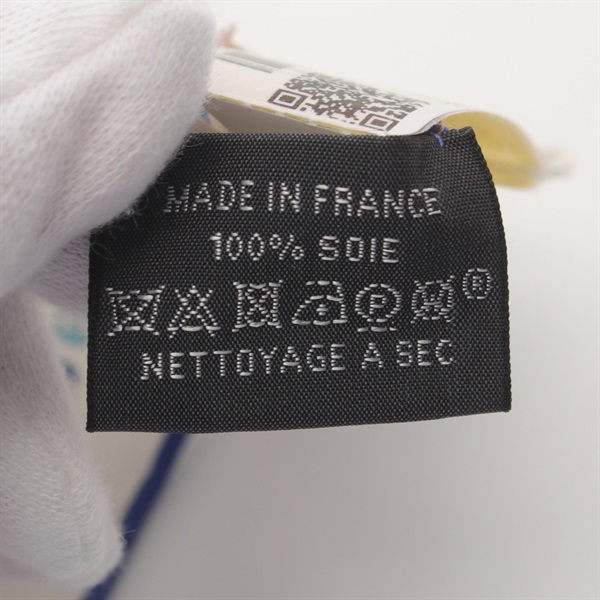 MADE IN FRANCE
100% SOIE
P ®
NETTOYAGE A SEC